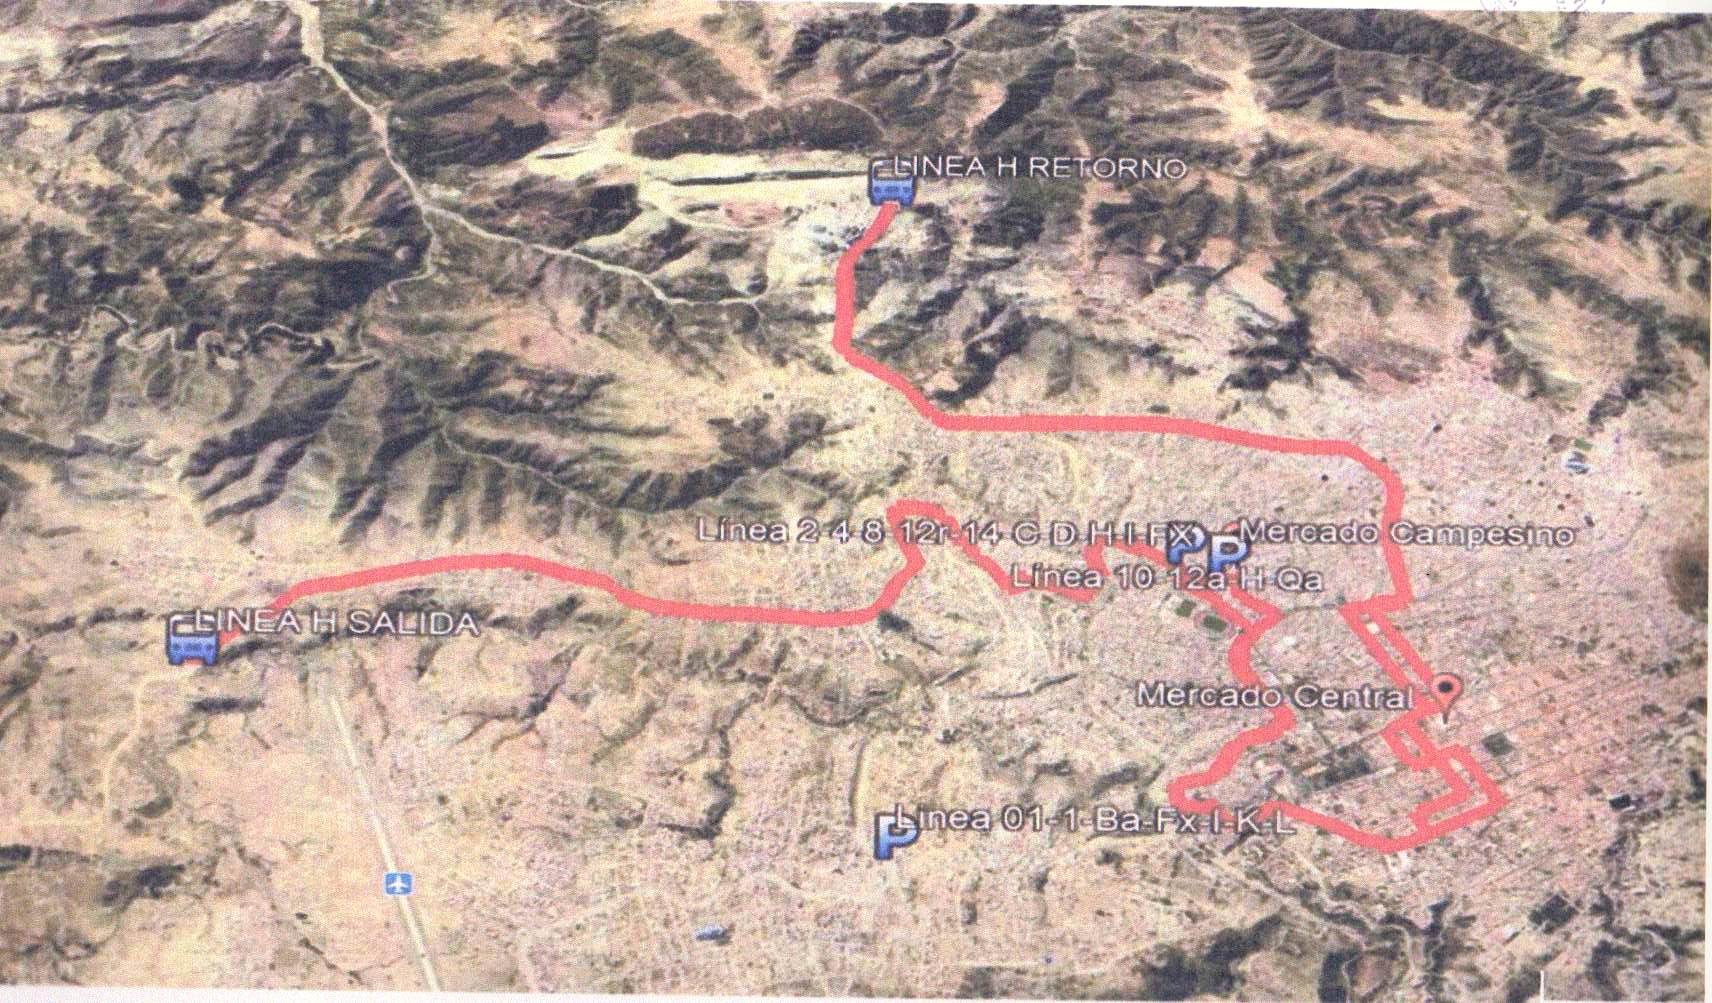 LINEA H RETORNO
Línea 2-4-8-12r-14-C-D-H-I-FX
Mercado Campesino
Línea 10-12a-H-Qa
LINEA H SALIDA
Mercado Central
Línea 01-1-Ba-Fx-I-K-L